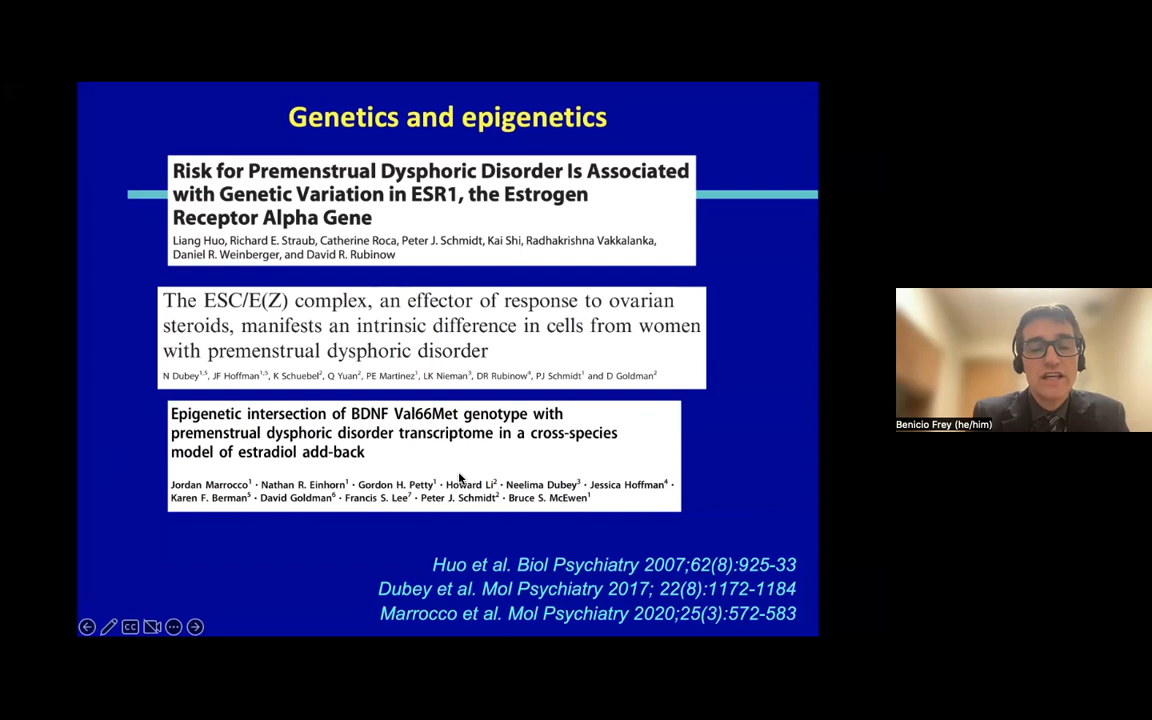 Genetics and epigenetics
Risk for Premenstrual Dysphoric Disorder Is Associated
with Genetic Variation in ESR1, the Estrogen
Receptor Alpha Gene
Liang Huo, Richard E. Straub, Catherine Roca, Peter J. Schmidt, Kai Shi, Radhakrishna Vakkalanka,
Daniel R. Weinberger, and David R. Rubinow
The ESC/E(Z) complex, an effector of response to ovarian
steroids, manifests an intrinsic difference in cells from women
with premenstrual dysphoric disorder
N Dubey1,5, JF Hoffman1,5, K Schuebel2, Q Yuan2, PE Martinez1, LK Nieman3, DR Rubinow4, PJ Schmidt1 and D Goldman2
Epigenetic intersection of BDNF Val66Met genotype with
premenstrual dysphoric disorder transcriptome in a cross-species
model of estradiol add-back
Jordan Marrocco1 · Nathan R. Einhorn1 · Gordon H. Petty1 · Howard Li2 · Neelima Dubey3 · Jessica Hoffman4 ·
Karen F. Berman5 · David Goldman6 · Francis S. Lee7 · Peter J. Schmidt2 · Bruce S. McEwen1
Huo et al. Biol Psychiatry 2007;62(8):925-33
Dubey et al. Mol Psychiatry 2017; 22(8):1172-1184
Marrocco et al. Mol Psychiatry 2020;25(3):572-583
CC
Benicio Frey (he/him)